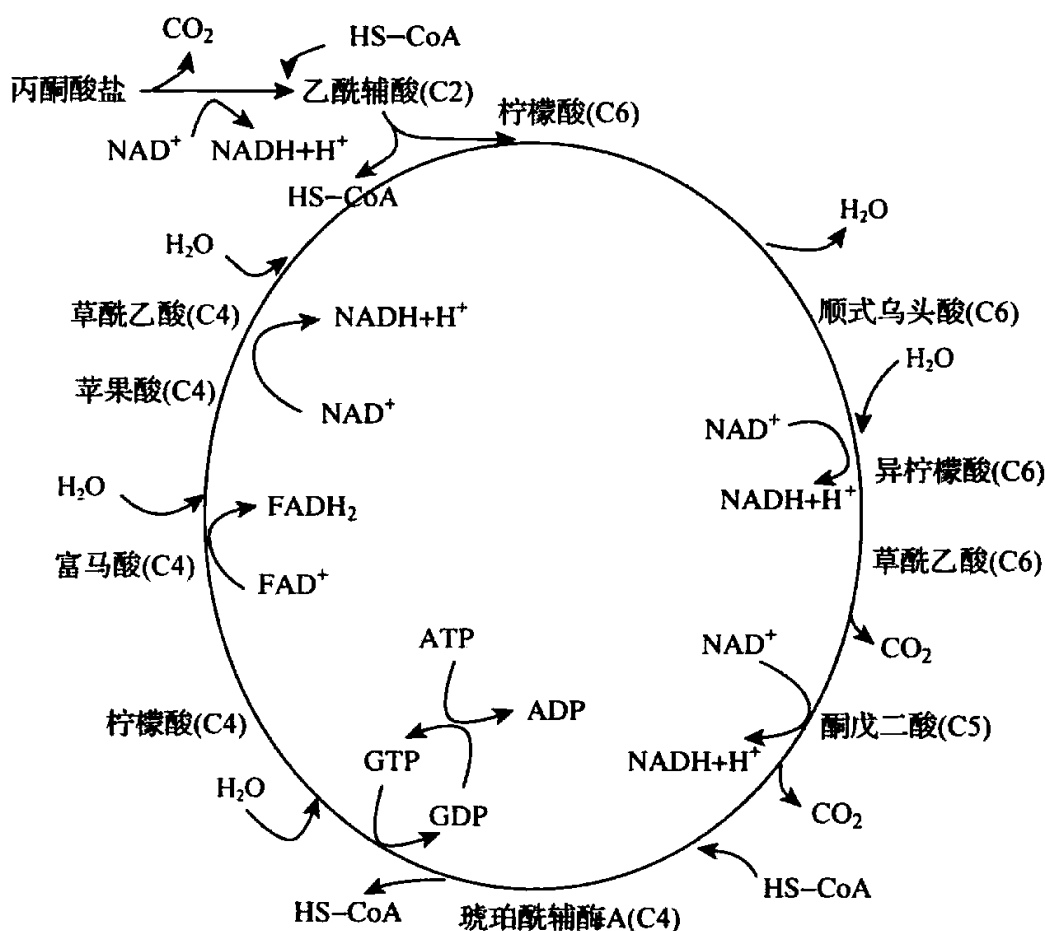 CO₂
HS−CoA
丙酮酸盐
乙酰辅酸(C2)
柠檬酸(C6)
NAD⁺
NADH+H⁺
HS−CoA
H₂O
H₂O
草酰乙酸(C4)
NADH+H⁺
顺式乌头酸(C6)
H₂O
苹果酸(C4)
NAD⁺
NAD⁺
异柠檬酸(C6)
H₂O
FADH₂
NADH+H⁺
富马酸(C4)
FAD⁺
草酰乙酸(C6)
ATP
NAD⁺
CO₂
柠檬酸(C4)
ADP
酮戊二酸(C5)
GTP
NADH+H⁺
H₂O
GDP
CO₂
HS−CoA
HS−CoA
琥珀酰辅酶A(C4)